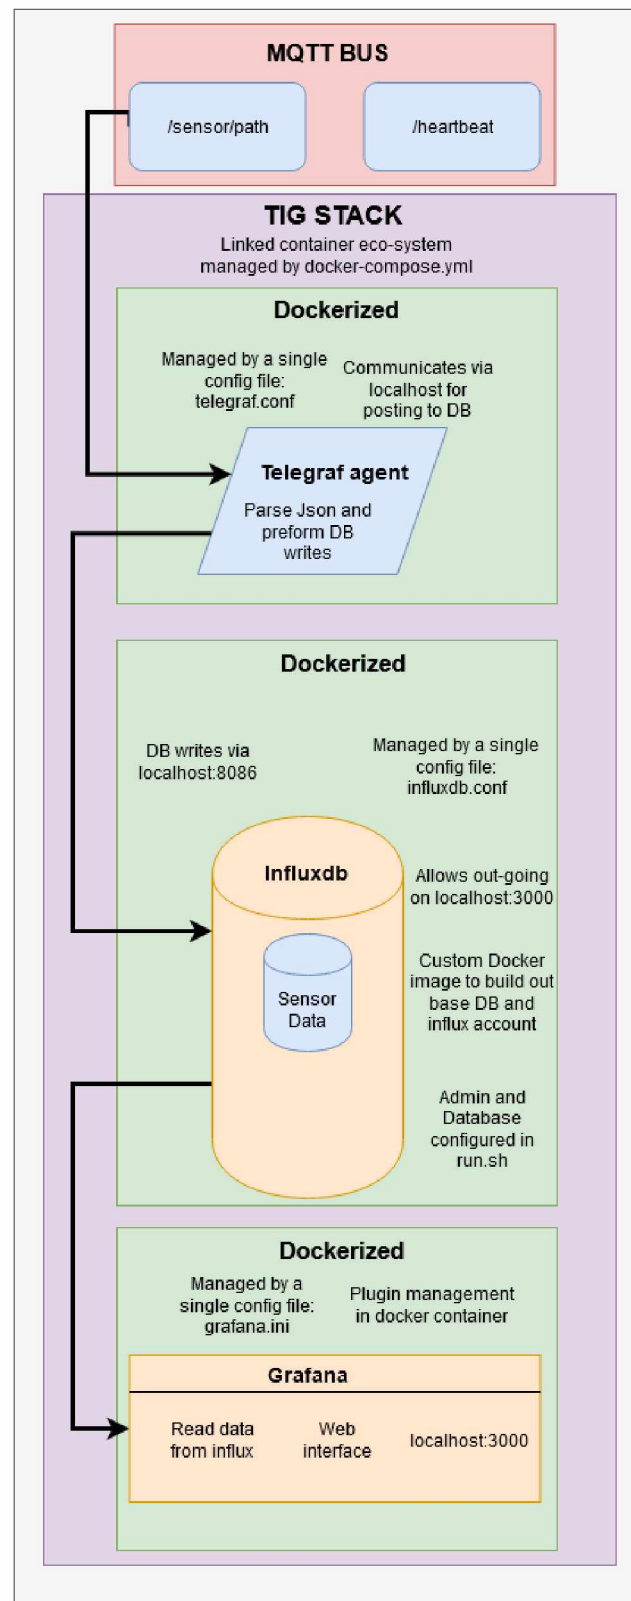 MQTT BUS
/sensor/path
/heartbeat
TIG STACK
Linked container eco-system
managed by docker-compose.yml
Dockerized
Managed by a single
config file:
telegraf.conf
Communicates via
localhost for
posting to DB
Telegraf agent
Parse Json and
preform DB
writes
Dockerized
DB writes via
localhost:8086
Managed by a single
config file:
influxdb.conf
Influxdb
Allows out-going
on localhost:3000
Sensor
Data
Custom Docker
image to build out
base DB and
influx account
Admin and
Database
configured in
run.sh
Dockerized
Managed by a
single config file:
grafana.ini
Plugin management
in docker container
Grafana
Read data
from influx
Web
interface
localhost:3000